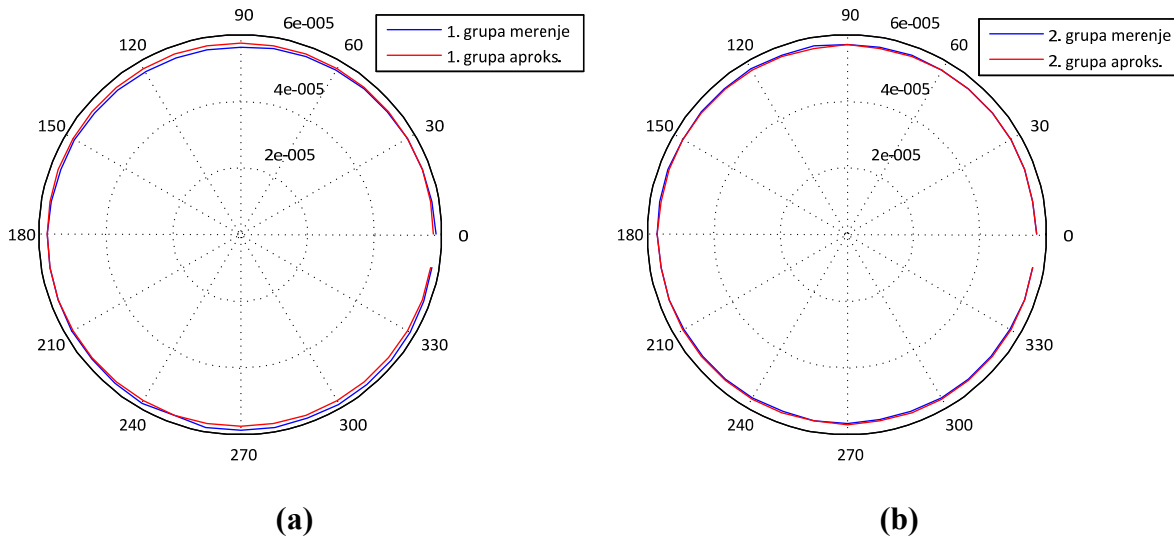 90
6e-005
120
60
4e-005
150
30
2e-005
180
0
210
330
240
300
270
1. grupa merenje
1. grupa aproks.
(a)
90
6e-005
120
60
4e-005
150
30
2e-005
180
0
210
330
240
300
270
2. grupa merenje
2. grupa aproks.
(b)